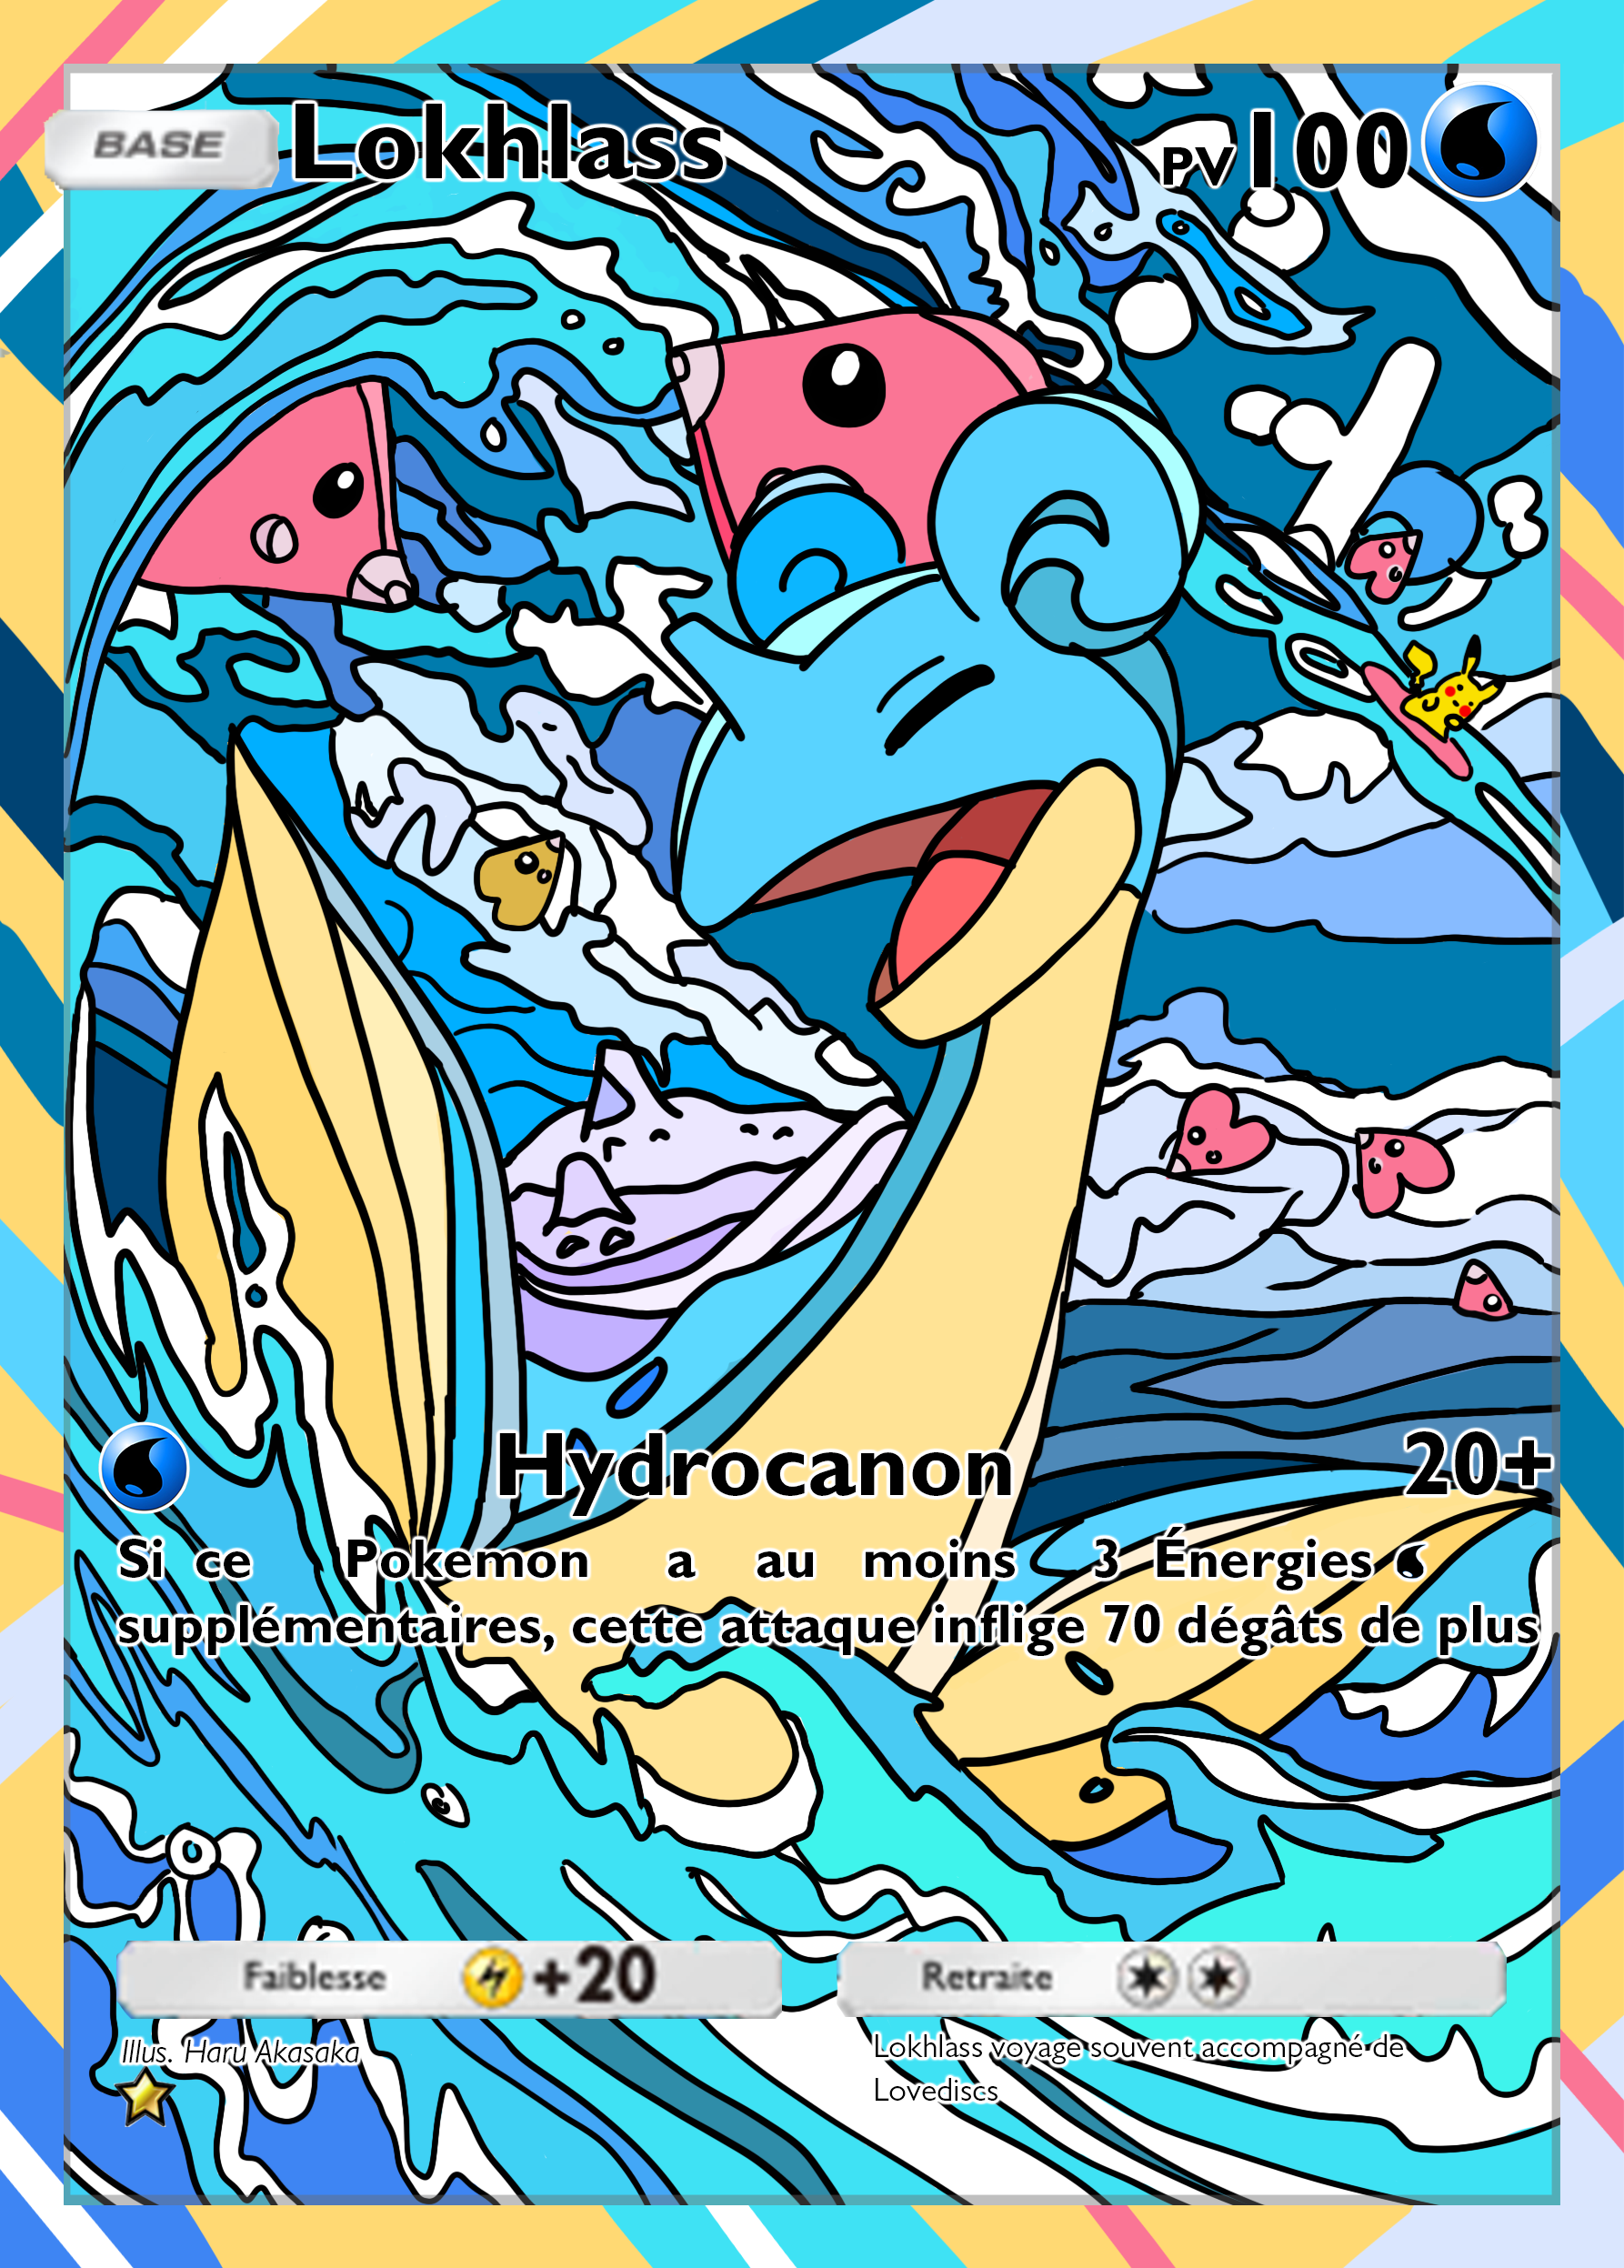 BASE Lokhlass PV 100
Hydrocanon 20+
Si ce Pokemon a au moins 3 Énergies
supplémentaires, cette attaque inflige 70 dégâts de plus
Faiblesse +20 Retraite
Illus. Haru Akasaka
Lokhlass voyage souvent accompagné de
Lovediscs